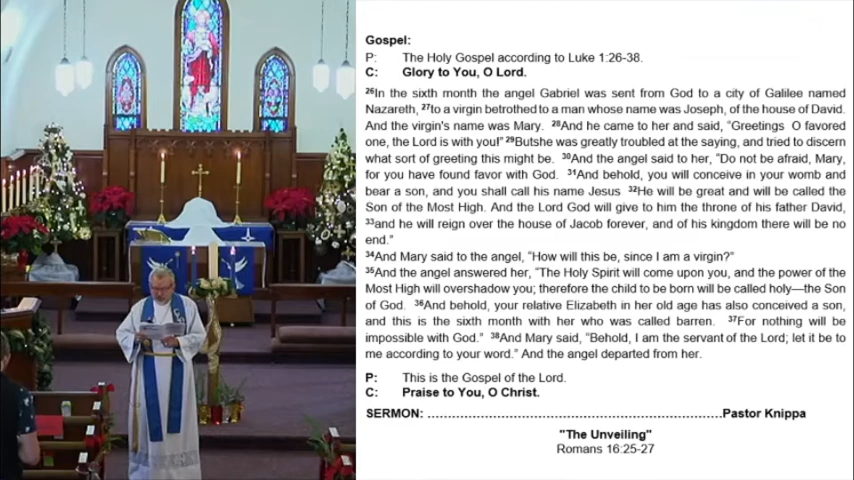 Gospel:
P: The Holy Gospel according to Luke 1:26-38.
C: Glory to You, O Lord.
²⁶In the sixth month the angel Gabriel was sent from God to a city of Galilee named
Nazareth, ²⁷to a virgin betrothed to a man whose name was Joseph, of the house of David.
And the virgin's name was Mary. ²⁸And he came to her and said, “Greetings O favored
one, the Lord is with you!” ²⁹Butshe was greatly troubled at the saying, and tried to discern
what sort of greeting this might be. ³⁰And the angel said to her, “Do not be afraid, Mary,
for you have found favor with God. ³¹And behold, you will conceive in your womb and
bear a son, and you shall call his name Jesus ³²He will be great and will be called the
Son of the Most High. And the Lord God will give to him the throne of his father David,
³³and he will reign over the house of Jacob forever, and of his kingdom there will be no
end.”
³⁴And Mary said to the angel, “How will this be, since I am a virgin?”
³⁵And the angel answered her, “The Holy Spirit will come upon you, and the power of the
Most High will overshadow you; therefore the child to be born will be called holy—the Son
of God. ³⁶And behold, your relative Elizabeth in her old age has also conceived a son,
and this is the sixth month with her who was called barren. ³⁷For nothing will be
impossible with God.” ³⁸And Mary said, “Behold, I am the servant of the Lord; let it be to
me according to your word.” And the angel departed from her.
P: This is the Gospel of the Lord.
C: Praise to You, O Christ.
SERMON: ……………………………………………………………….Pastor Knippa
"The Unveiling"
Romans 16:25-27